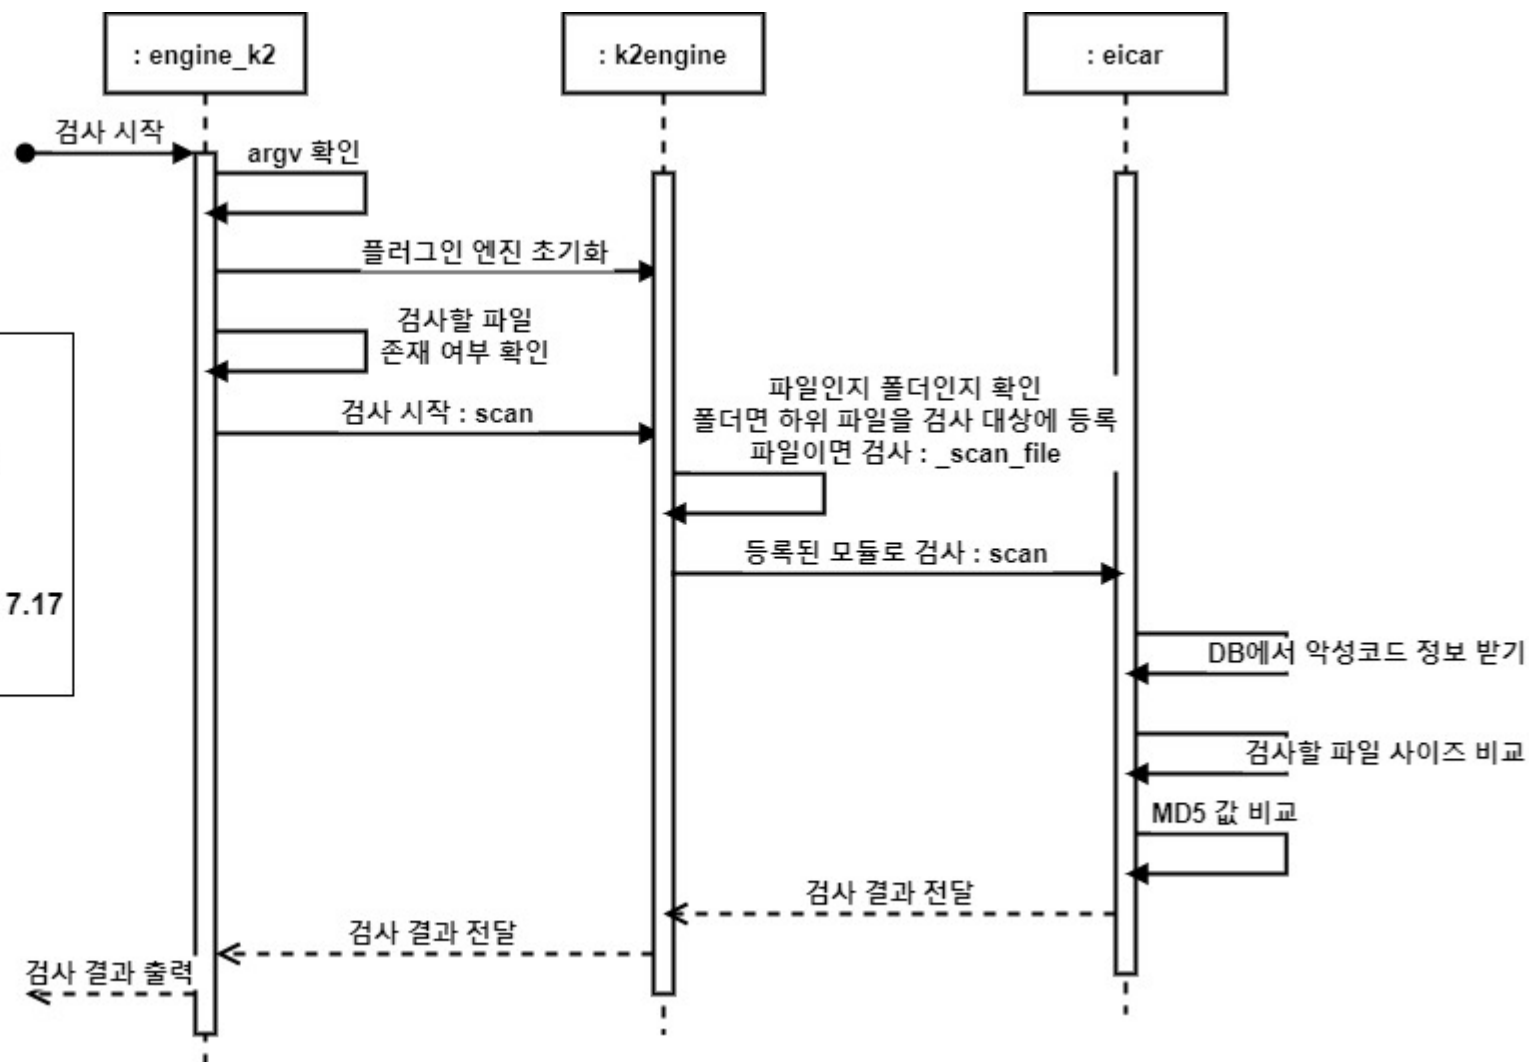 : engine_k2
: k2engine
: eicar
검사 시작
argv 확인
플러그인 엔진 초기화
검사할 파일
존재 여부 확인
파일인지 폴더인지 확인
폴더면 하위 파일을 검사 대상에 등록
파일이면 검사 : _scan_file
검사 시작 : scan
등록된 모듈로 검사 : scan
7.17
DB에서 악성코드 정보 받기
검사할 파일 사이즈 비교
MD5 값 비교
검사 결과 전달
검사 결과 전달
검사 결과 출력